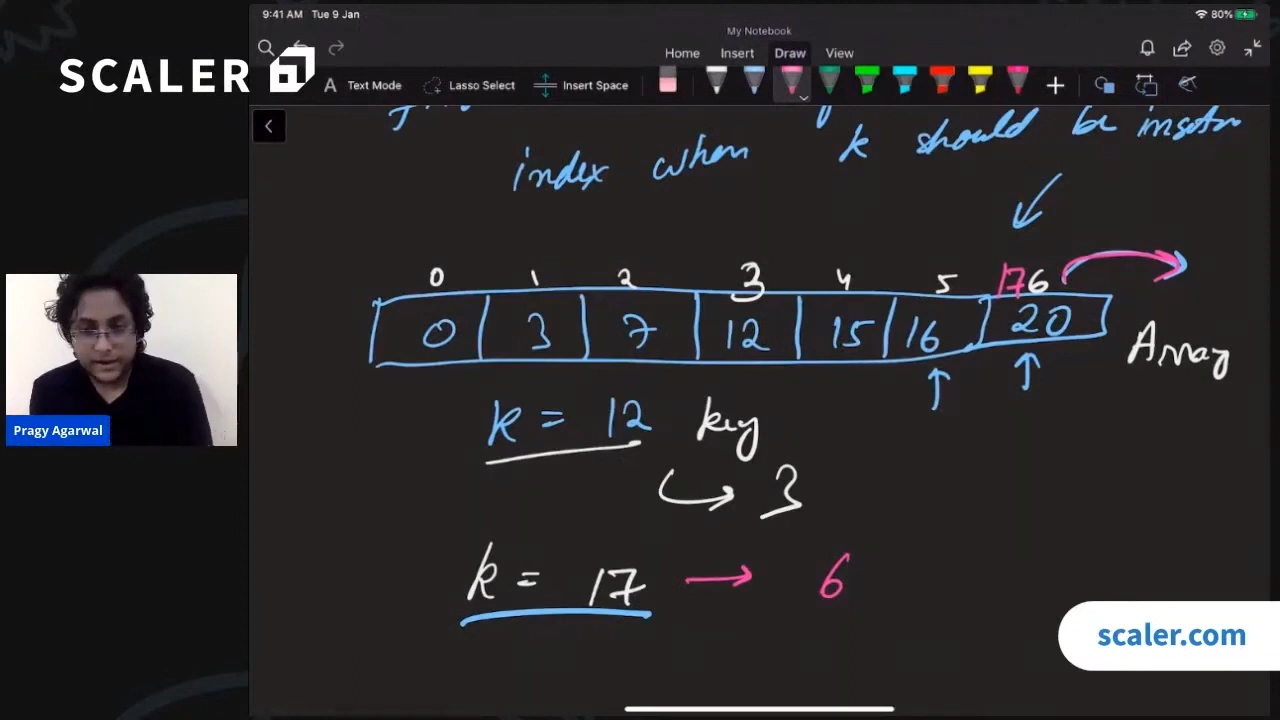 9:41 AM Tue 9 Jan
80%
My Notebook
SCALER
Home Insert Draw View
Text Mode Lasso Select Insert Space
k should be
index when
0 1 2 3 4 5 17 6
0 3 7 12 15 16 20
Array
k = 12 key
3
Pragy Agarwal
k = 17 → 6
scaler.com